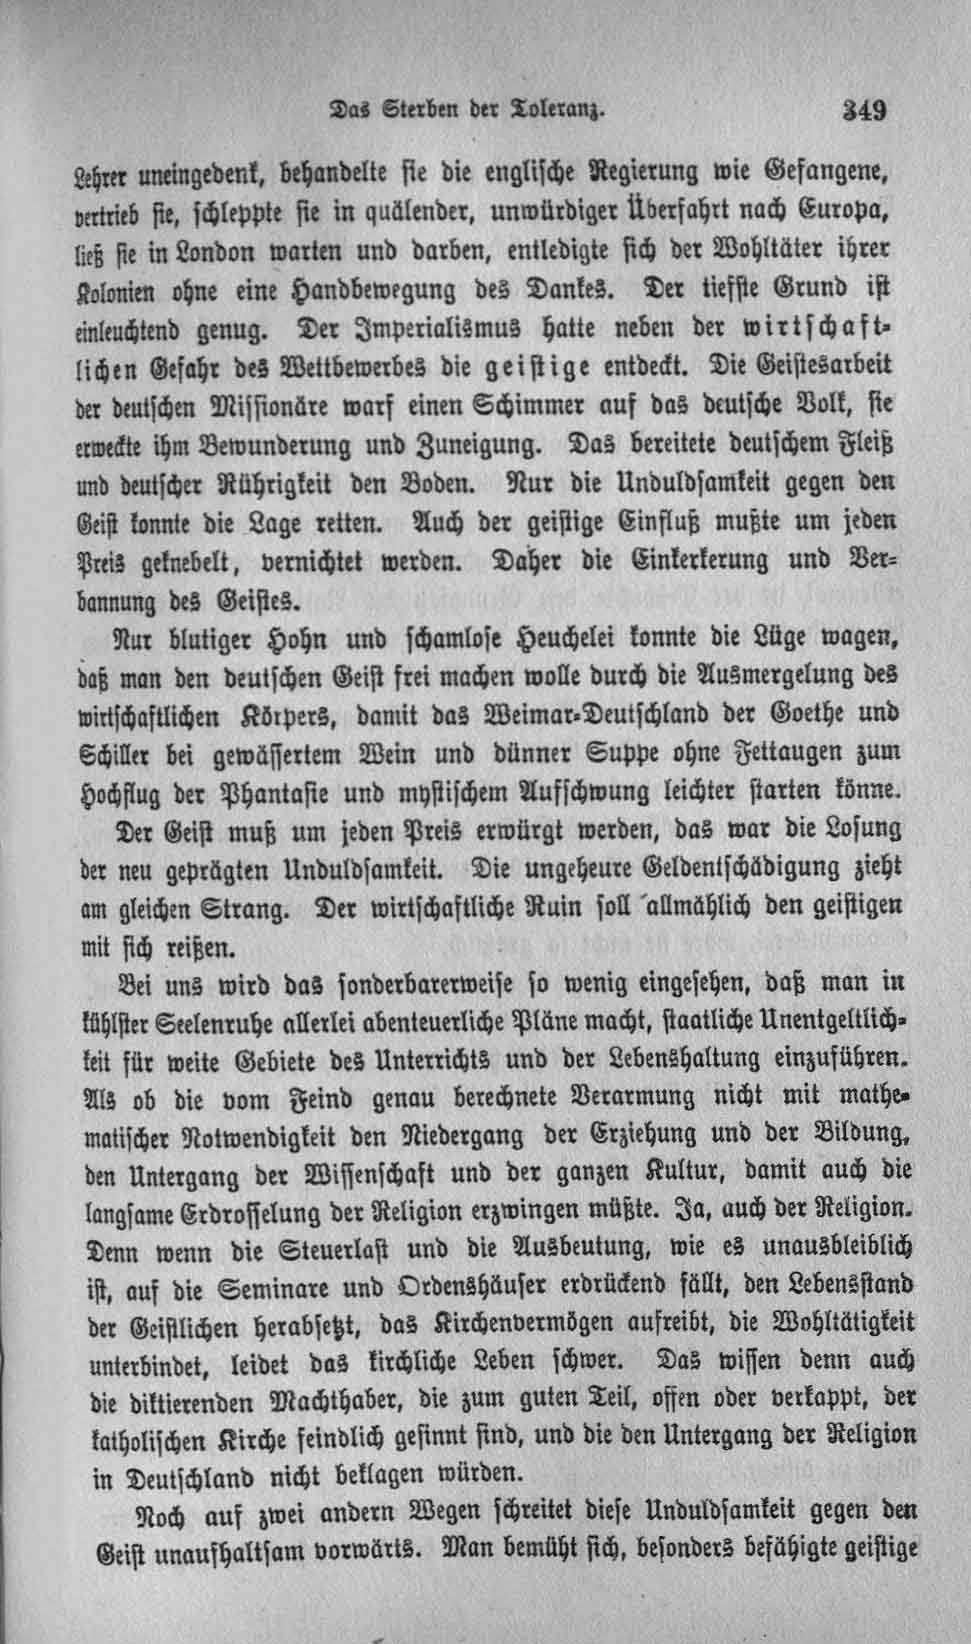 Das Sterben der Toleranz. 349
Lehrer uneingedenk, behandelte sie die englische Regierung wie Gefangene,
vertrieb sie, schleppte sie in quälender, unwürdiger Überfahrt nach Europa,
ließ sie in London warten und darben, entledigte sich der Wohltäter ihrer
Kolonien ohne eine Handbewegung des Dankes. Der tiefste Grund ist
einleuchtend genug. Der Imperialismus hatte neben der wirtschaft-
lichen Gefahr des Wettbewerbes die geistige entdeckt. Die Geistesarbeit
der deutschen Missionäre warf einen Schimmer auf das deutsche Volk, sie
erweckte ihm Bewunderung und Zuneigung. Das bereitete deutschem Fleiß
und deutscher Rührigkeit den Boden. Nur die Unduldsamkeit gegen den
Geist konnte die Lage retten. Auch der geistige Einfluß mußte um jeden
Preis geknebelt, vernichtet werden. Daher die Einkerkerung und Ver-
bannung des Geistes.
Nur blutiger Hohn und schamlose Heuchelei konnte die Lüge wagen,
daß man den deutschen Geist frei machen wolle durch die Ausmergelung des
wirtschaftlichen Körpers, damit das Weimar-Deutschland der Goethe und
Schiller bei gewässertem Wein und dünner Suppe ohne Fettaugen zum
Hochflug der Phantasie und mystischem Aufschwung leichter starten könne.
Der Geist muß um jeden Preis erwürgt werden, das war die Losung
der neu geprägten Unduldsamkeit. Die ungeheure Geldentschädigung zieht
am gleichen Strang. Der wirtschaftliche Ruin soll allmählich den geistigen
mit sich reißen.
Bei uns wird das sonderbarerweise so wenig eingesehen, daß man in
kühlster Seelenruhe allerlei abenteuerliche Pläne macht, staatliche Unentgeltlich-
keit für weite Gebiete des Unterrichts und der Lebenshaltung einzuführen.
Als ob die vom Feind genau berechnete Verarmung nicht mit mathe-
matischer Notwendigkeit den Niedergang der Erziehung und der Bildung,
den Untergang der Wissenschaft und der ganzen Kultur, damit auch die
langsame Erdrosselung der Religion erzwingen müßte. Ja, auch der Religion.
Denn wenn die Steuerlast und die Ausbeutung, wie es unausbleiblich
ist, auf die Seminare und Ordenshäuser erdrückend fällt, den Lebensstand
der Geistlichen herabsetzt, das Kirchenvermögen aufreibt, die Wohltätigkeit
unterbindet, leidet das kirchliche Leben schwer. Das wissen denn auch
die diktierenden Machthaber, die zum guten Teil, offen oder verkappt, der
katholischen Kirche feindlich gesinnt sind, und die den Untergang der Religion
in Deutschland nicht beklagen würden.
Noch auf zwei andern Wegen schreitet diese Unduldsamkeit gegen den
Geist unaufhaltsam vorwärts. Man bemüht sich, besonders befähigte geistige